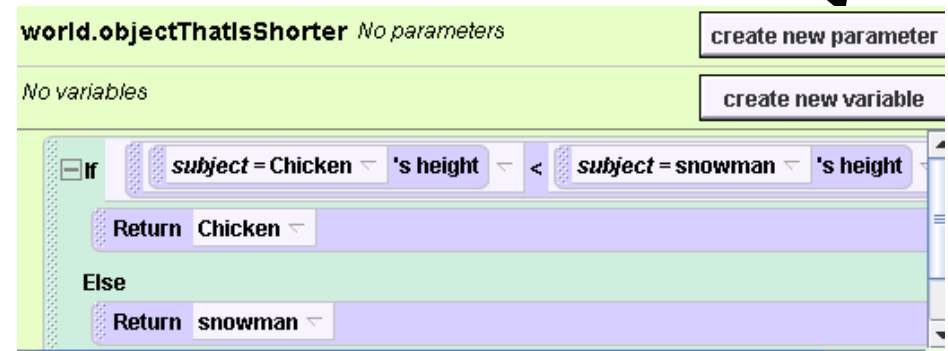 world.objectThatIsShorter No parameters create new parameter
No variables create new variable
If subject = Chicken 's height < subject = snowman 's height
Return Chicken
Else
Return snowman